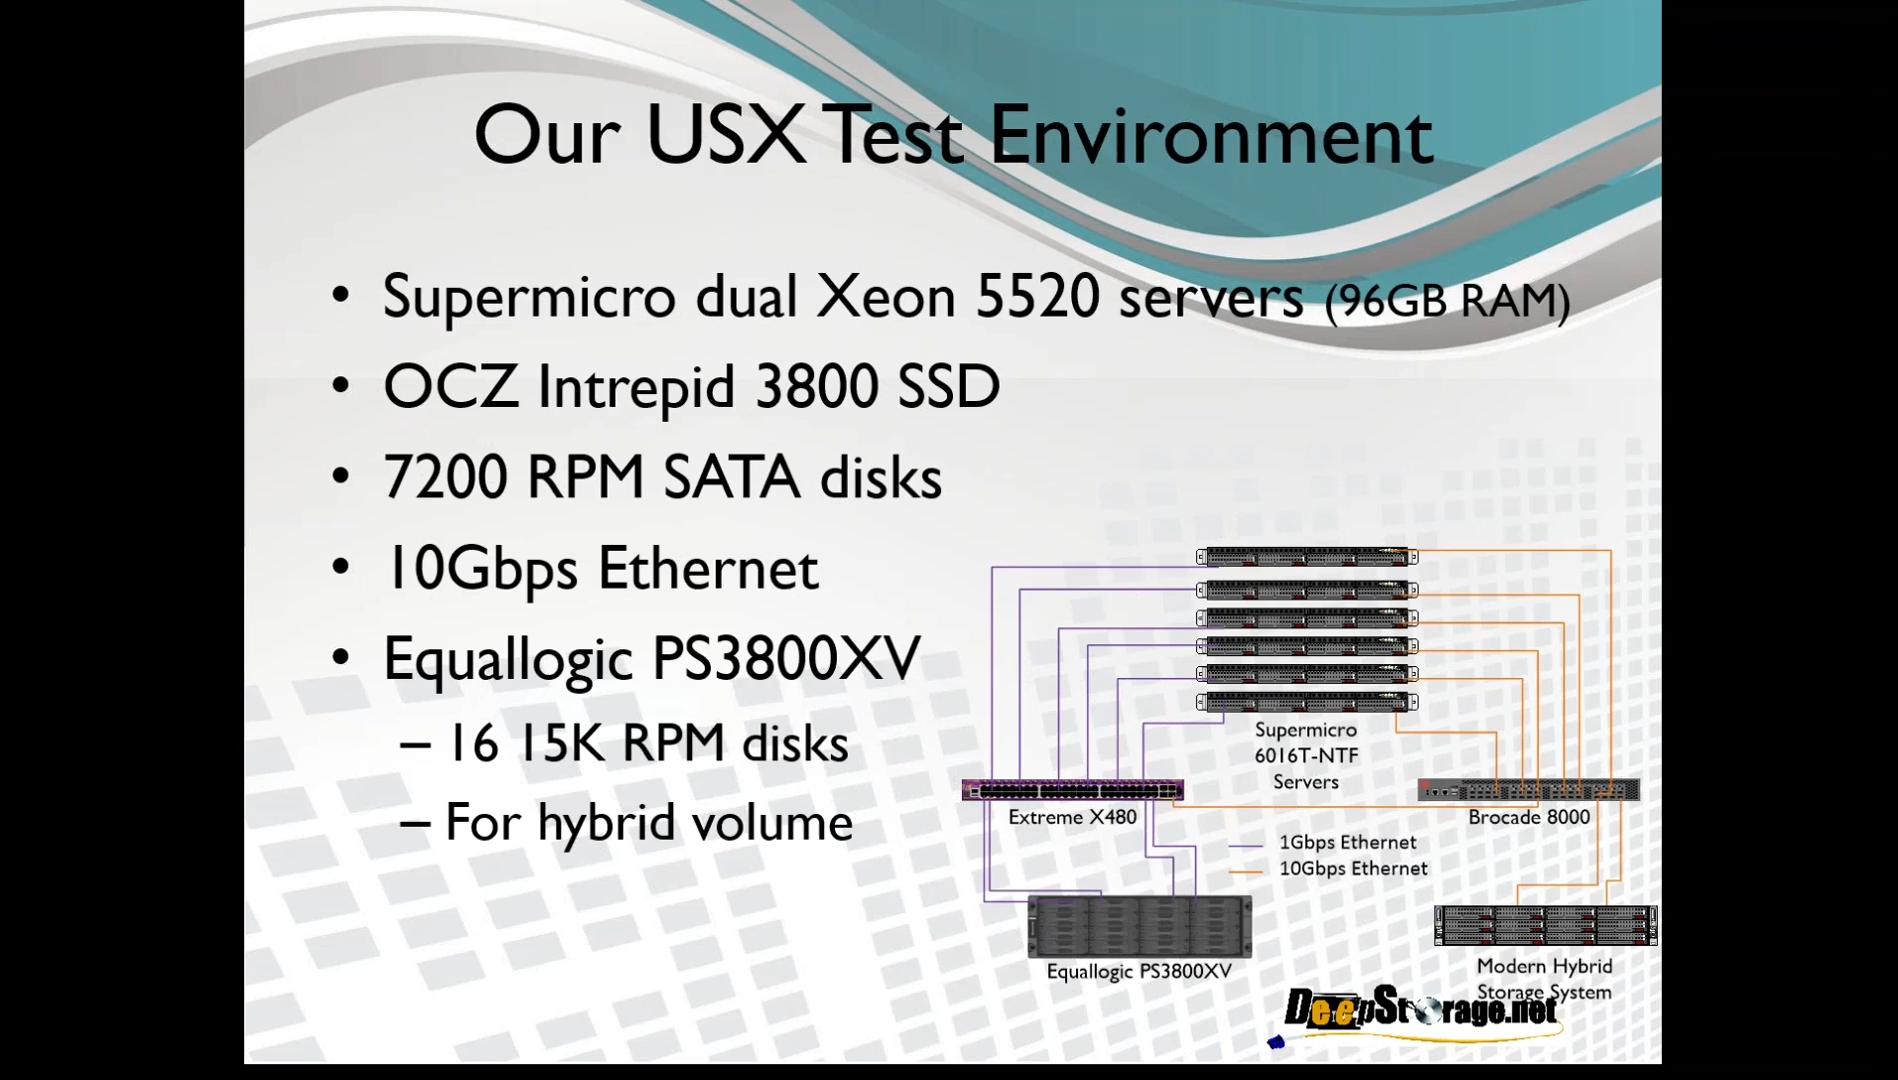 Our USX Test Environment
• Supermicro dual Xeon 5520 servers (96GB RAM)
• OCZ Intrepid 3800 SSD
• 7200 RPM SATA disks
• 10Gbps Ethernet
• Equallogic PS3800XV
– 16 15K RPM disks
– For hybrid volume
Supermicro
6016T-NTF
Servers
Extreme X480
Brocade 8000
1Gbps Ethernet
10Gbps Ethernet
Equallogic PS3800XV
Modern Hybrid
Storage System
DeepStorage.net